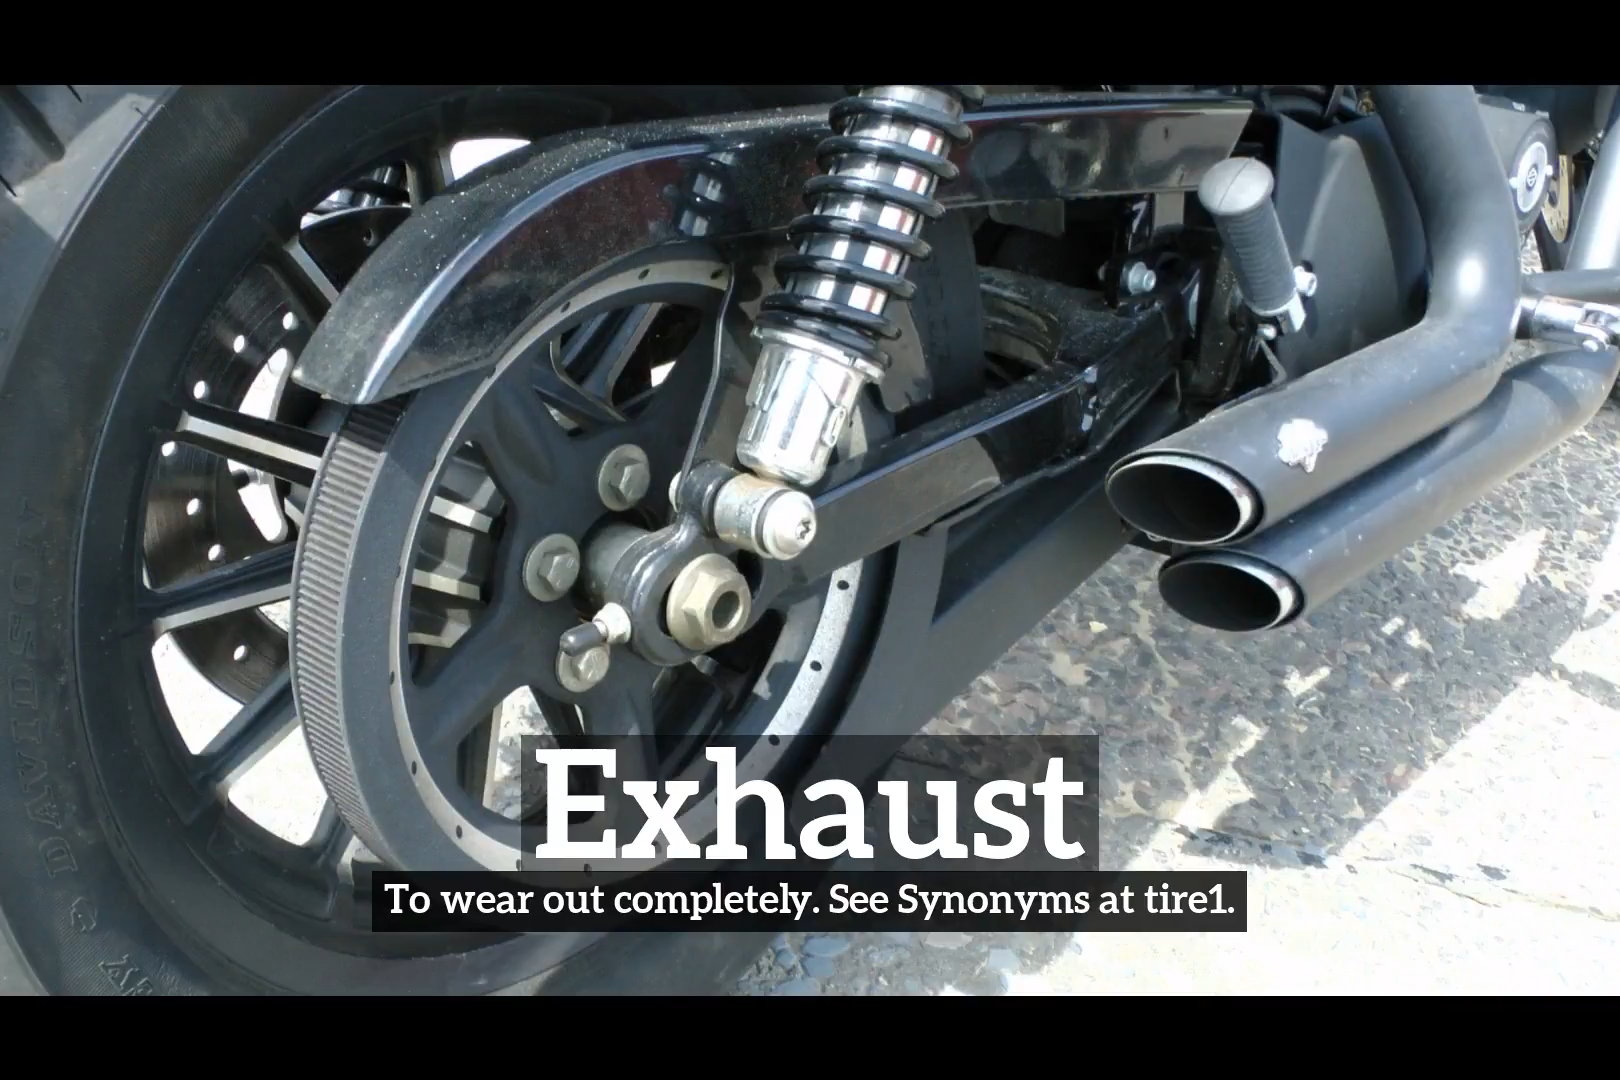 Exhaust
To wear out completely. See Synonyms at tire1.
DAVIDSON